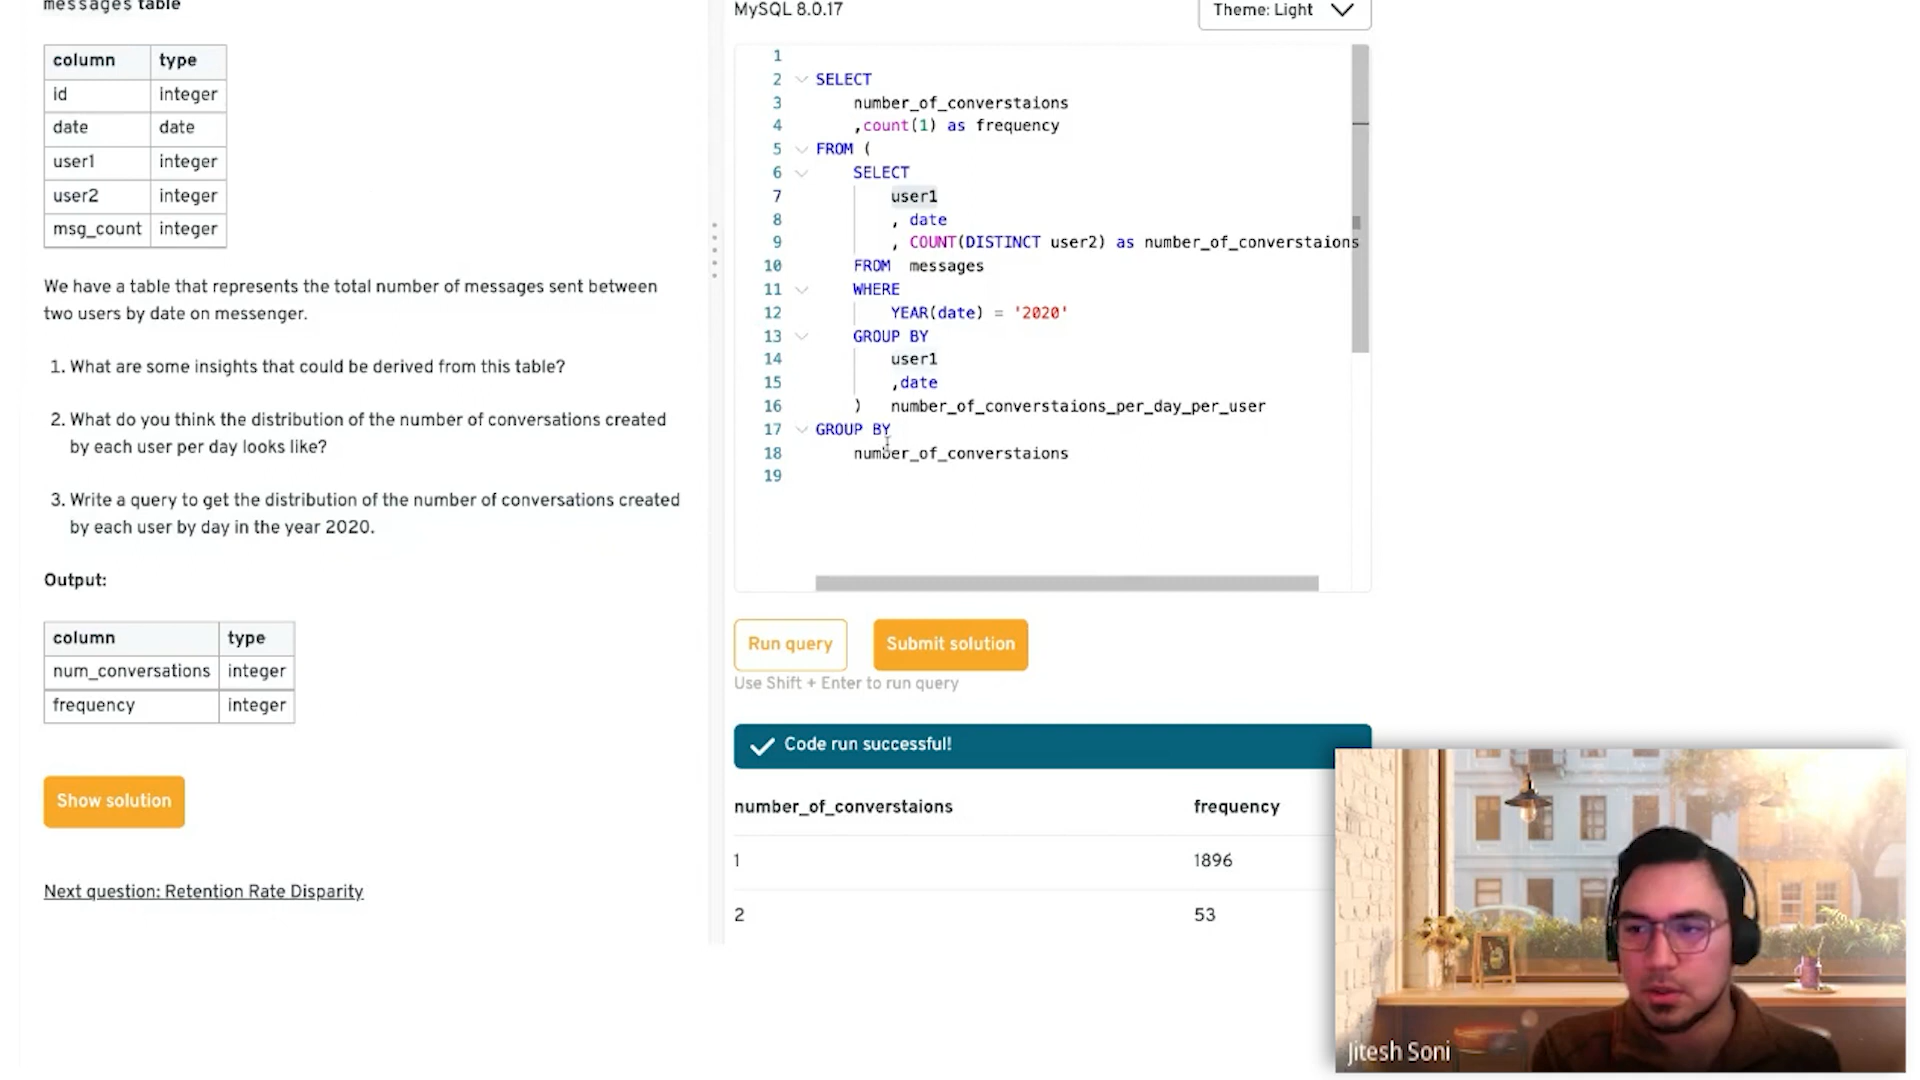 messages table
column type
id integer
date date
user1 integer
user2 integer
msg_count integer
We have a table that represents the total number of messages sent between
two users by date on messenger.
1. What are some insights that could be derived from this table?
2. What do you think the distribution of the number of conversations created
by each user per day looks like?
3. Write a query to get the distribution of the number of conversations created
by each user by day in the year 2020.
Output:
column type
num_conversations integer
frequency integer
Show solution
Next question: Retention Rate Disparity
MySQL 8.0.17
Theme: Light
1
2 SELECT
3 number_of_converstaions
4 ,count(1) as frequency
5 FROM (
6 SELECT
7 user1
8 , date
9 , COUNT(DISTINCT user2) as number_of_converstaions
10 FROM messages
11 WHERE
12 YEAR(date) = '2020'
13 GROUP BY
14 user1
15 ,date
16 ) number_of_converstaions_per_day_per_user
17 GROUP BY
18 number_of_converstaions
19
Run query Submit solution
Use Shift + Enter to run query
Code run successful!
number_of_converstaions frequency
1 1896
2 53
Jitesh Soni